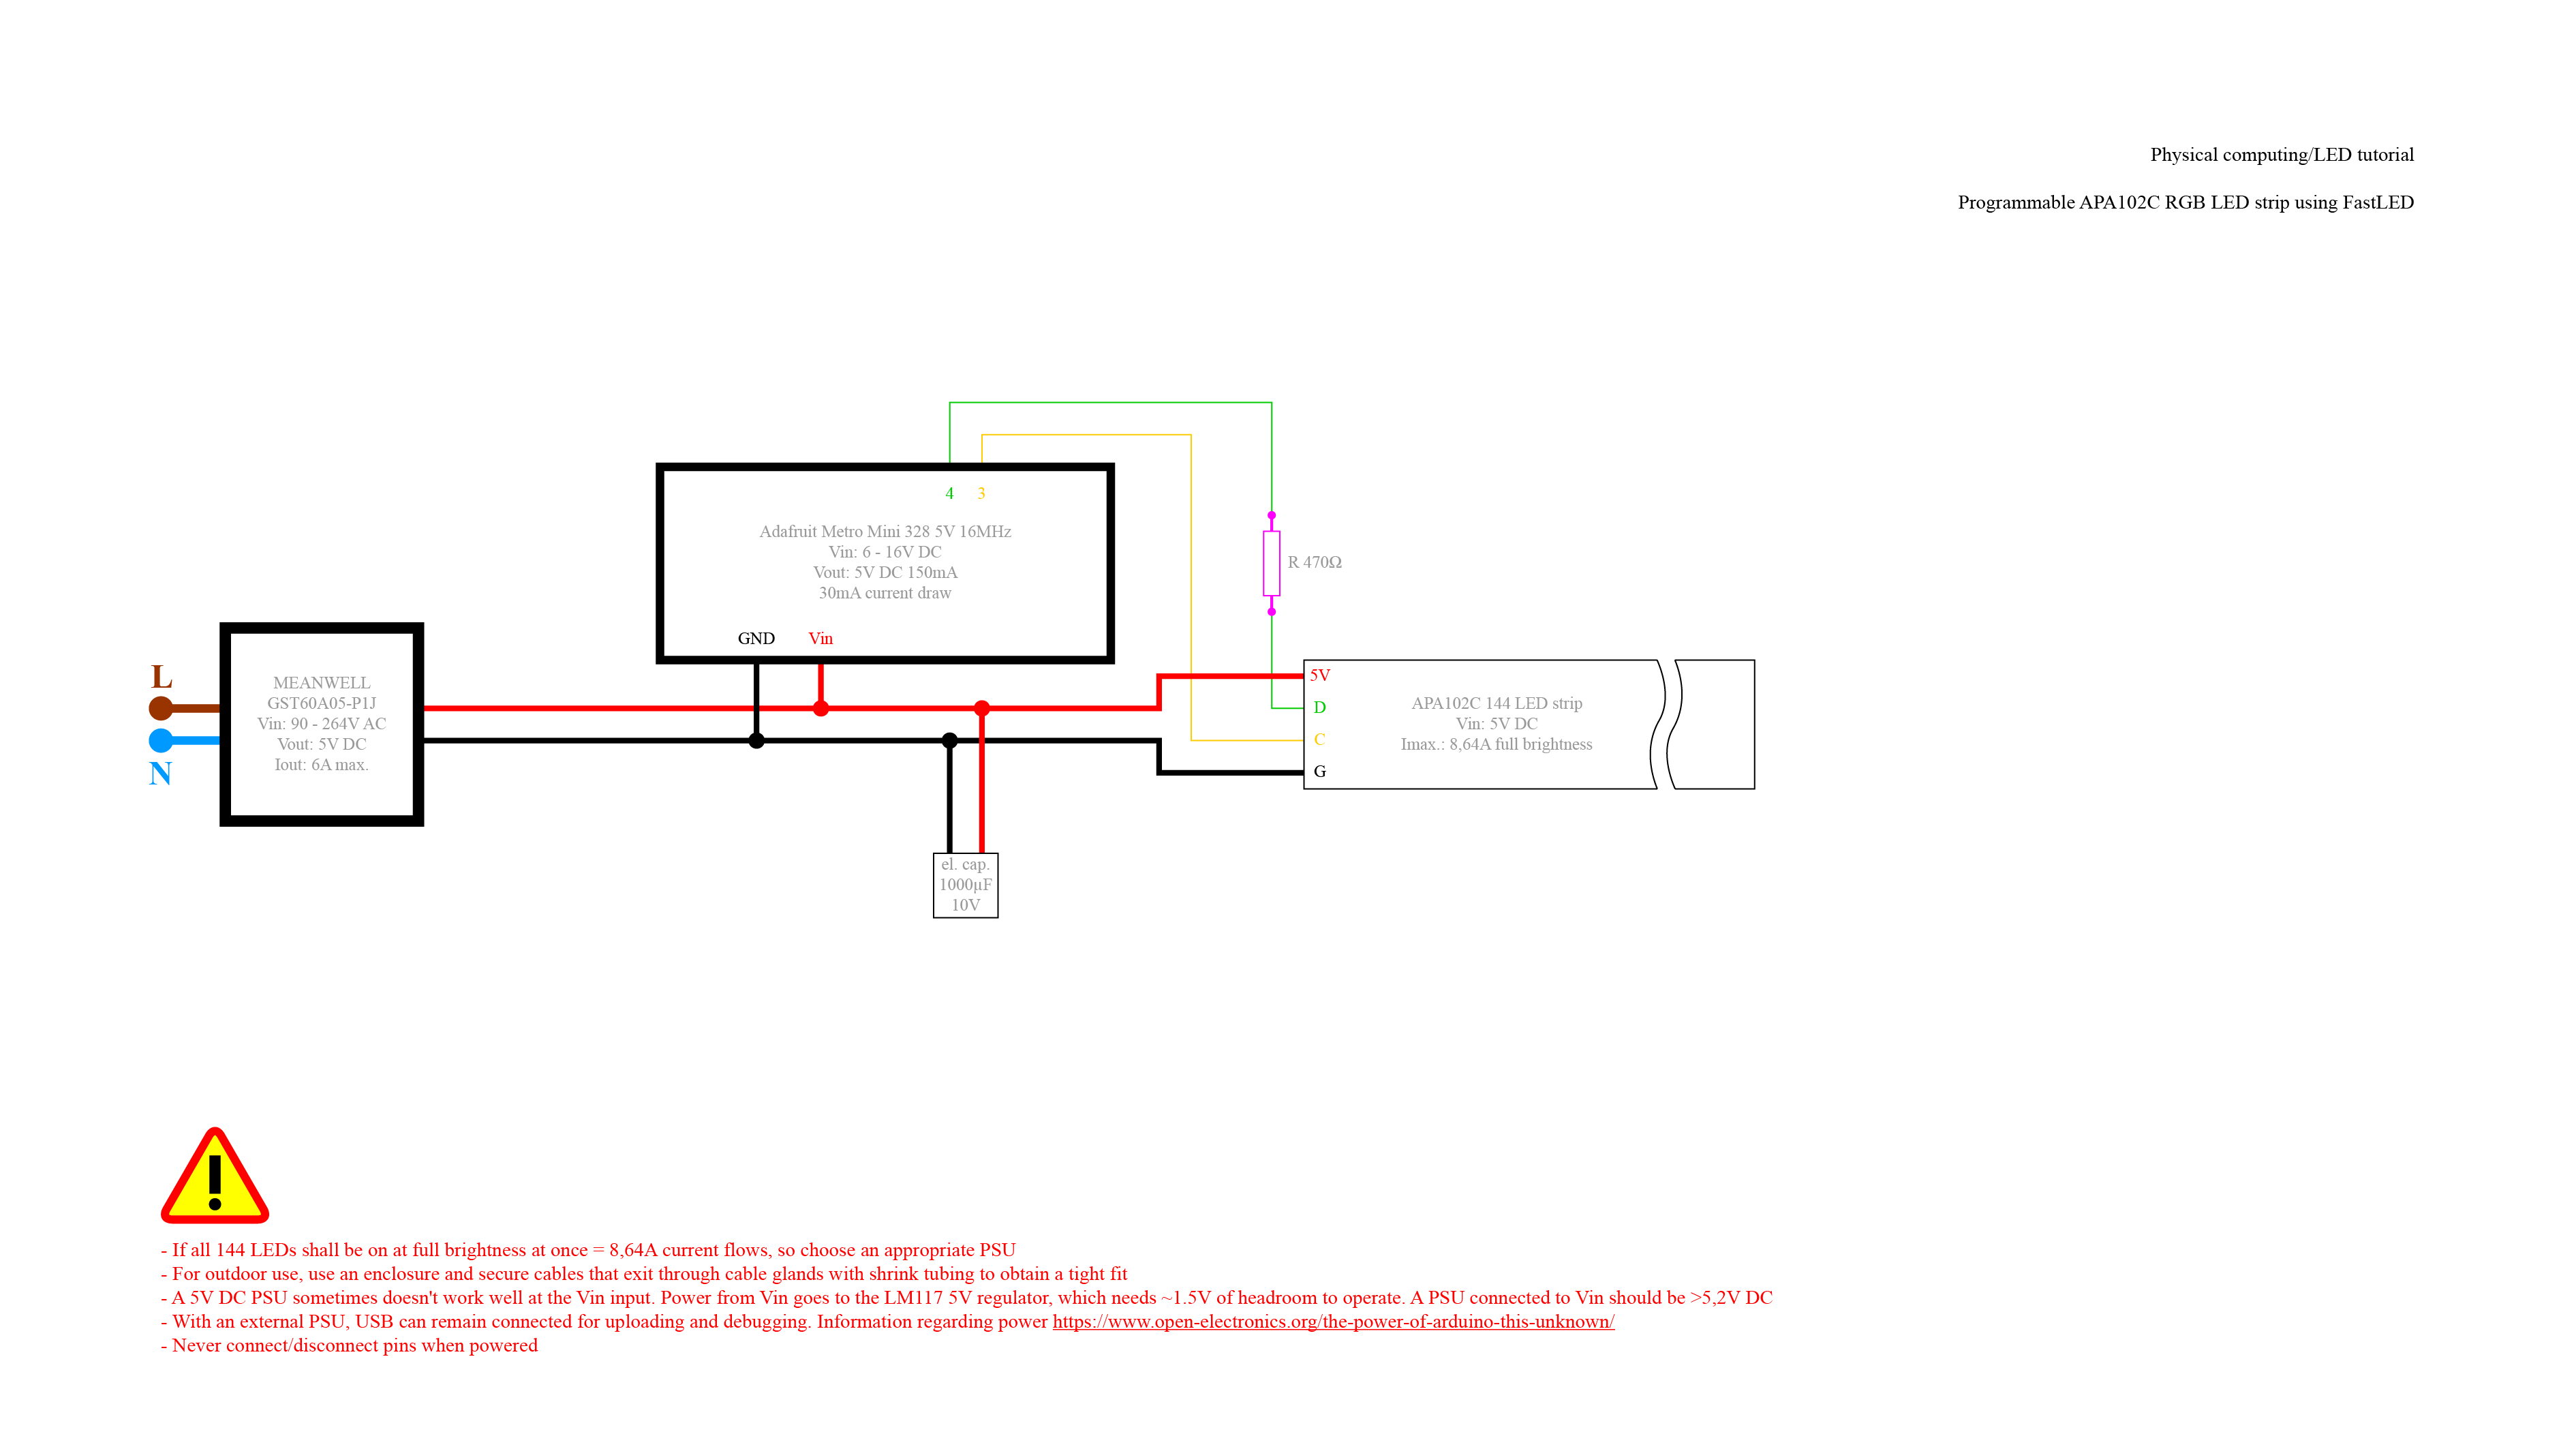 Physical computing/LED tutorial
Programmable APA102C RGB LED strip using FastLED
4 3
Adafruit Metro Mini 328 5V 16MHz
Vin: 6 - 16V DC
Vout: 5V DC 150mA
30mA current draw
GND Vin
R 470Ω
L
N
MEANWELL
GST60A05-P1J
Vin: 90 - 264V AC
Vout: 5V DC
Iout: 6A max.
5V
D
C
G
APA102C 144 LED strip
Vin: 5V DC
Imax.: 8,64A full brightness
el. cap.
1000µF
10V
- If all 144 LEDs shall be on at full brightness at once = 8,64A current flows, so choose an appropriate PSU
- For outdoor use, use an enclosure and secure cables that exit through cable glands with shrink tubing to obtain a tight fit
- A 5V DC PSU sometimes doesn't work well at the Vin input. Power from Vin goes to the LM117 5V regulator, which needs ~1.5V of headroom to operate. A PSU connected to Vin should be >5,2V DC
- With an external PSU, USB can remain connected for uploading and debugging. Information regarding power https://www.open-electronics.org/the-power-of-arduino-this-unknown/
- Never connect/disconnect pins when powered